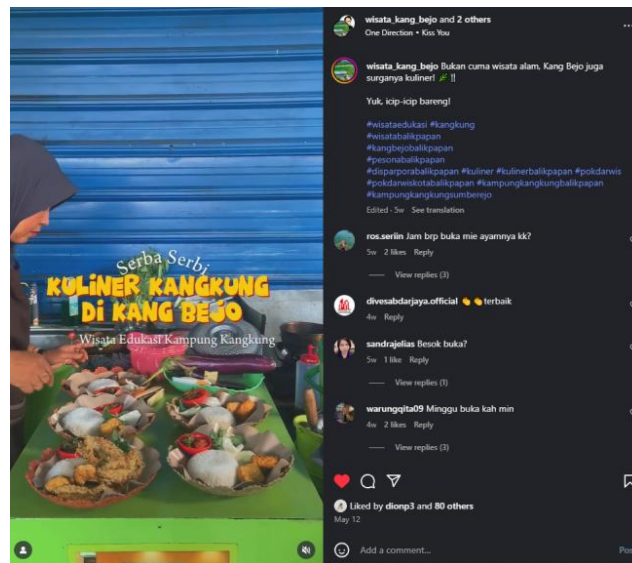 Serba Serbi
KULINER KANGKUNG
DI KANG BEJO
Wisata Edukasi Kampung Kangkung
wisata_kang_bejo and 2 others
One Direction • Kiss You
wisata_kang_bejo Bukan cuma wisata alam, Kang Bejo juga
surganya kuliner!
Yuk, icip-icip bareng!
#wisataedukasi #kangkung
#wisatabalikpapan
#kangbejobalikpapan
#pesonabalikpapan
#disparporabalikpapan #kuliner #kulinerbalikpapan #pokdarwis
#pokdarwiskotabalikpapan #kampungkangkungbalikpapan
#kampungkangkungsumberejo
Edited · 5w See translation
ros.seriin Jam brp buka mie ayamnya kk?
5w 2 likes Reply
View replies (3)
divesabdarjaya.official 👏👏terbaik
4w Reply
sandrajelias Besok buka?
5w 1 like Reply
View replies (1)
warungqita09 Minggu buka kah min
4w 2 likes Reply
View replies (3)
Liked by dionp3 and 80 others
May 12
Add a comment...